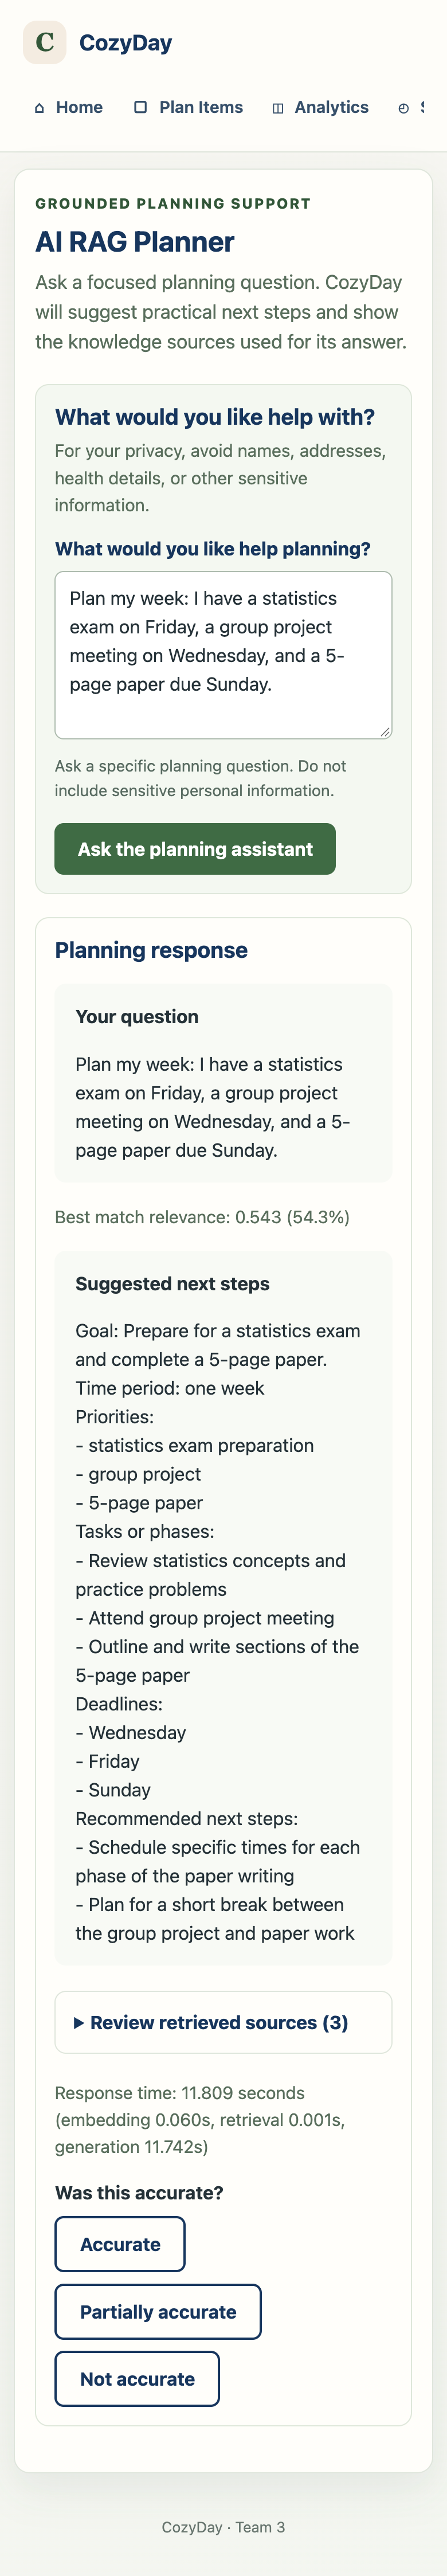 C CozyDay
Home Plan Items Analytics
GROUNDED PLANNING SUPPORT
AI RAG Planner
Ask a focused planning question. CozyDay
will suggest practical next steps and show
the knowledge sources used for its answer.
What would you like help with?
For your privacy, avoid names, addresses,
health details, or other sensitive
information.
What would you like help planning?
Plan my week: I have a statistics
exam on Friday, a group project
meeting on Wednesday, and a 5-
page paper due Sunday.
Ask a specific planning question. Do not
include sensitive personal information.
Ask the planning assistant
Planning response
Your question
Plan my week: I have a statistics
exam on Friday, a group project
meeting on Wednesday, and a 5-
page paper due Sunday.
Best match relevance: 0.543 (54.3%)
Suggested next steps
Goal: Prepare for a statistics exam
and complete a 5-page paper.
Time period: one week
Priorities:
- statistics exam preparation
- group project
- 5-page paper
Tasks or phases:
- Review statistics concepts and
practice problems
- Attend group project meeting
- Outline and write sections of the
5-page paper
Deadlines:
- Wednesday
- Friday
- Sunday
Recommended next steps:
- Schedule specific times for each
phase of the paper writing
- Plan for a short break between
the group project and paper work
▶ Review retrieved sources (3)
Response time: 11.809 seconds
(embedding 0.060s, retrieval 0.001s,
generation 11.742s)
Was this accurate?
Accurate
Partially accurate
Not accurate
CozyDay · Team 3